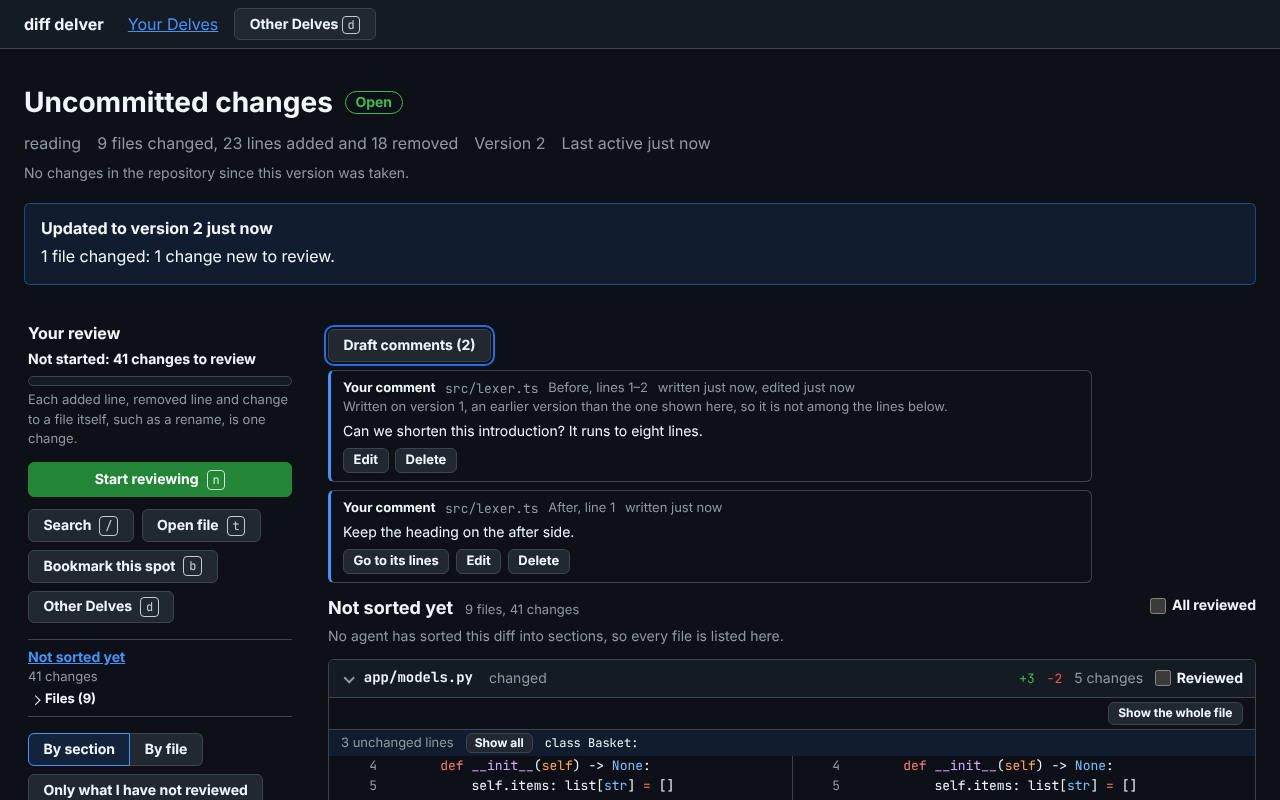 diff delver Your Delves Other Delves d
Uncommitted changes Open
reading 9 files changed, 23 lines added and 18 removed Version 2 Last active just now
No changes in the repository since this version was taken.
Updated to version 2 just now
1 file changed: 1 change new to review.
Your review
Not started: 41 changes to review
Each added line, removed line and change
to a file itself, such as a rename, is one
change.
Start reviewing n
Search / Open file t
Bookmark this spot b
Other Delves d
Not sorted yet
41 changes
Files (9)
By section By file
Only what I have not reviewed
Draft comments (2)
Your comment src/lexer.ts Before, lines 1–2 written just now, edited just now
Written on version 1, an earlier version than the one shown here, so it is not among the lines below.
Can we shorten this introduction? It runs to eight lines.
Edit Delete
Your comment src/lexer.ts After, line 1 written just now
Keep the heading on the after side.
Go to its lines Edit Delete
Not sorted yet 9 files, 41 changes All reviewed
No agent has sorted this diff into sections, so every file is listed here.
app/models.py changed +3 -2 5 changes Reviewed
Show the whole file
3 unchanged lines Show all class Basket:
4 def __init__(self) -> None: 4 def __init__(self) -> None:
5 self.items: list[str] = [] 5 self.items: list[str] = []